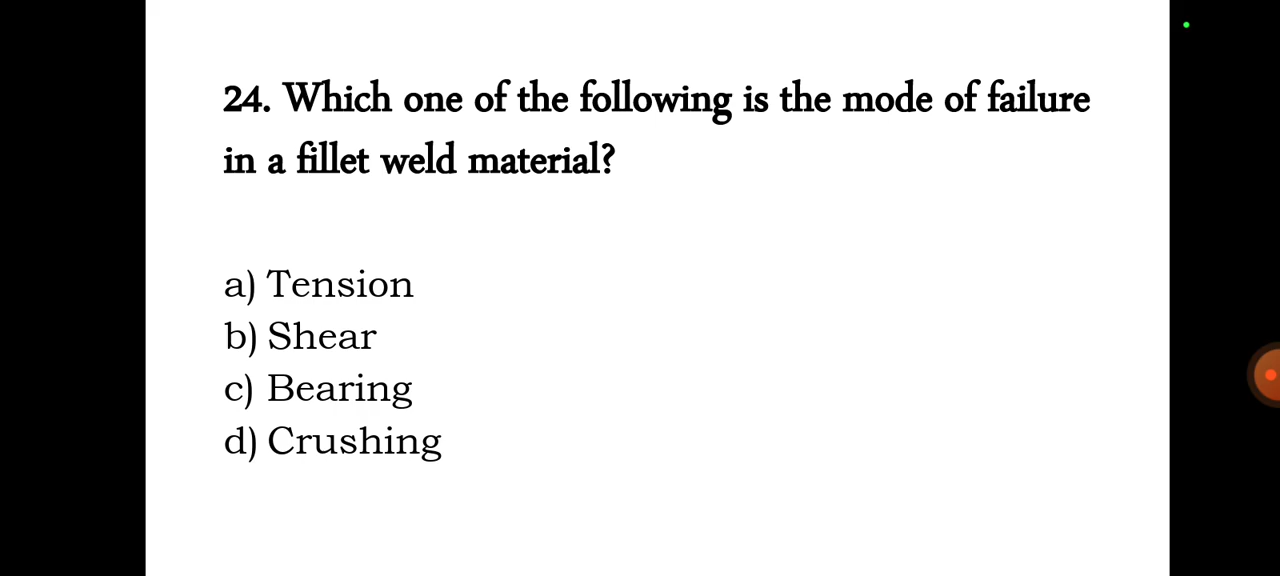 24. Which one of the following is the mode of failure
in a fillet weld material?
a) Tension
b) Shear
c) Bearing
d) Crushing